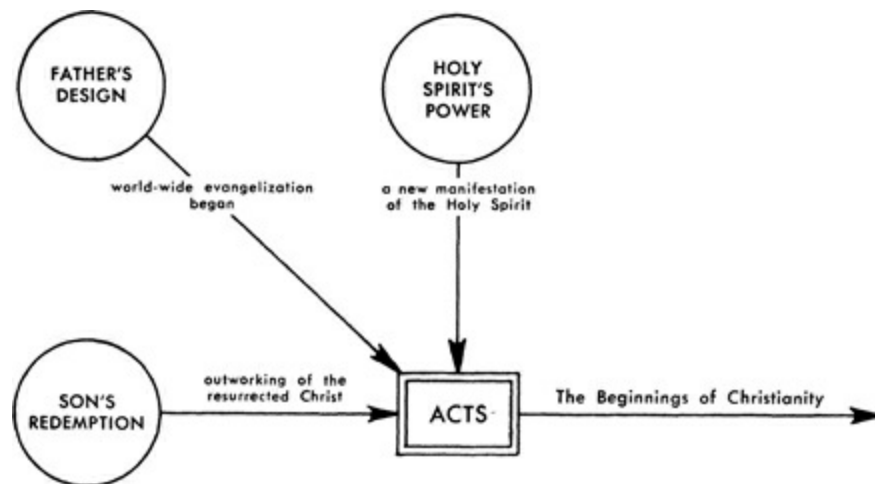 FATHER'S
DESIGN
HOLY
SPIRIT'S
POWER
world-wide evangelization
began
a new manifestation
of the Holy Spirit
SON'S
REDEMPTION
outworking of the
resurrected Christ
ACTS
The Beginnings of Christianity